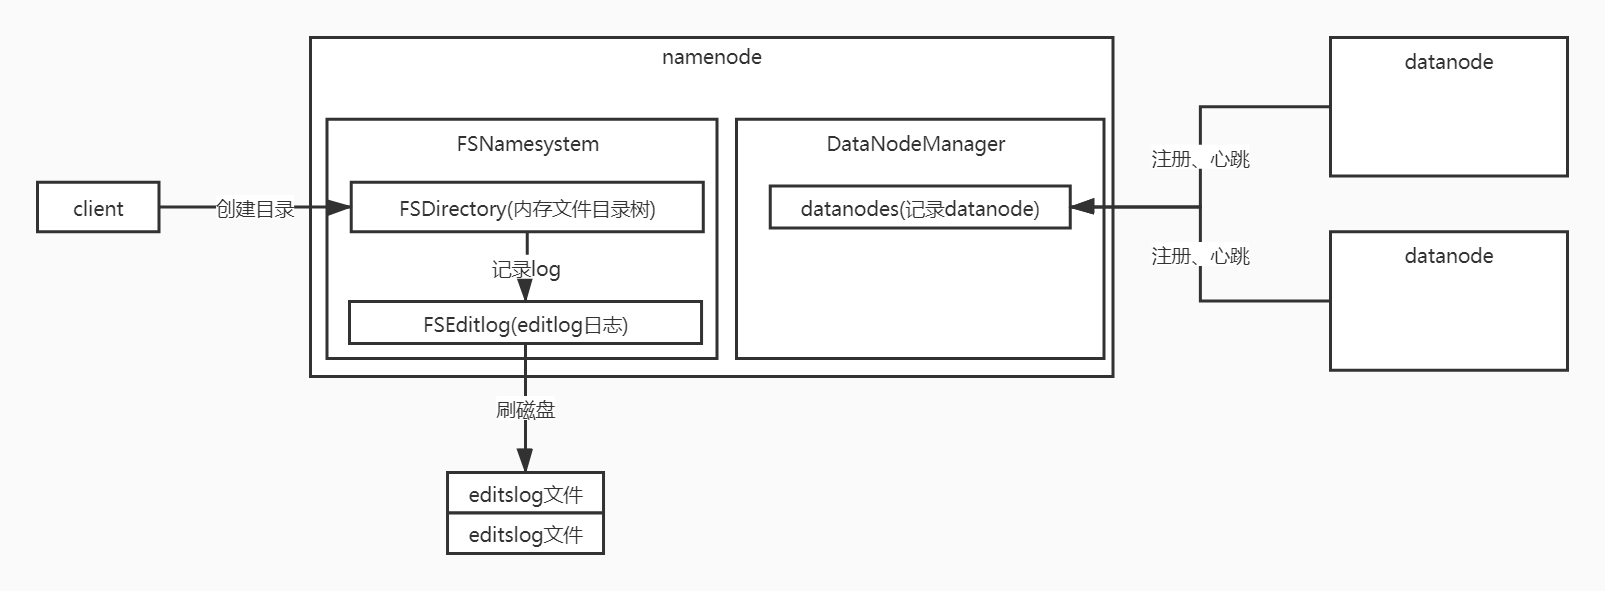 namenode
datanode
FSNamesystem
DataNodeManager
注册、心跳
client
创建目录
FSDirectory(内存文件目录树)
datanodes(记录datanode)
记录log
注册、心跳
datanode
FSEditlog(editlog日志)
刷磁盘
editslog文件
editslog文件